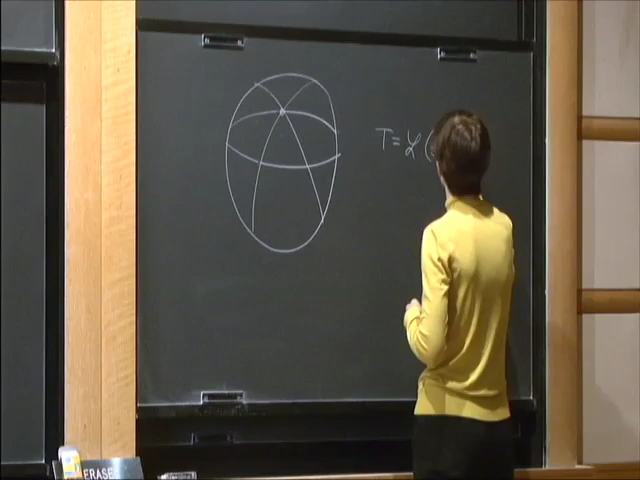 T = ℒ (
ERASE